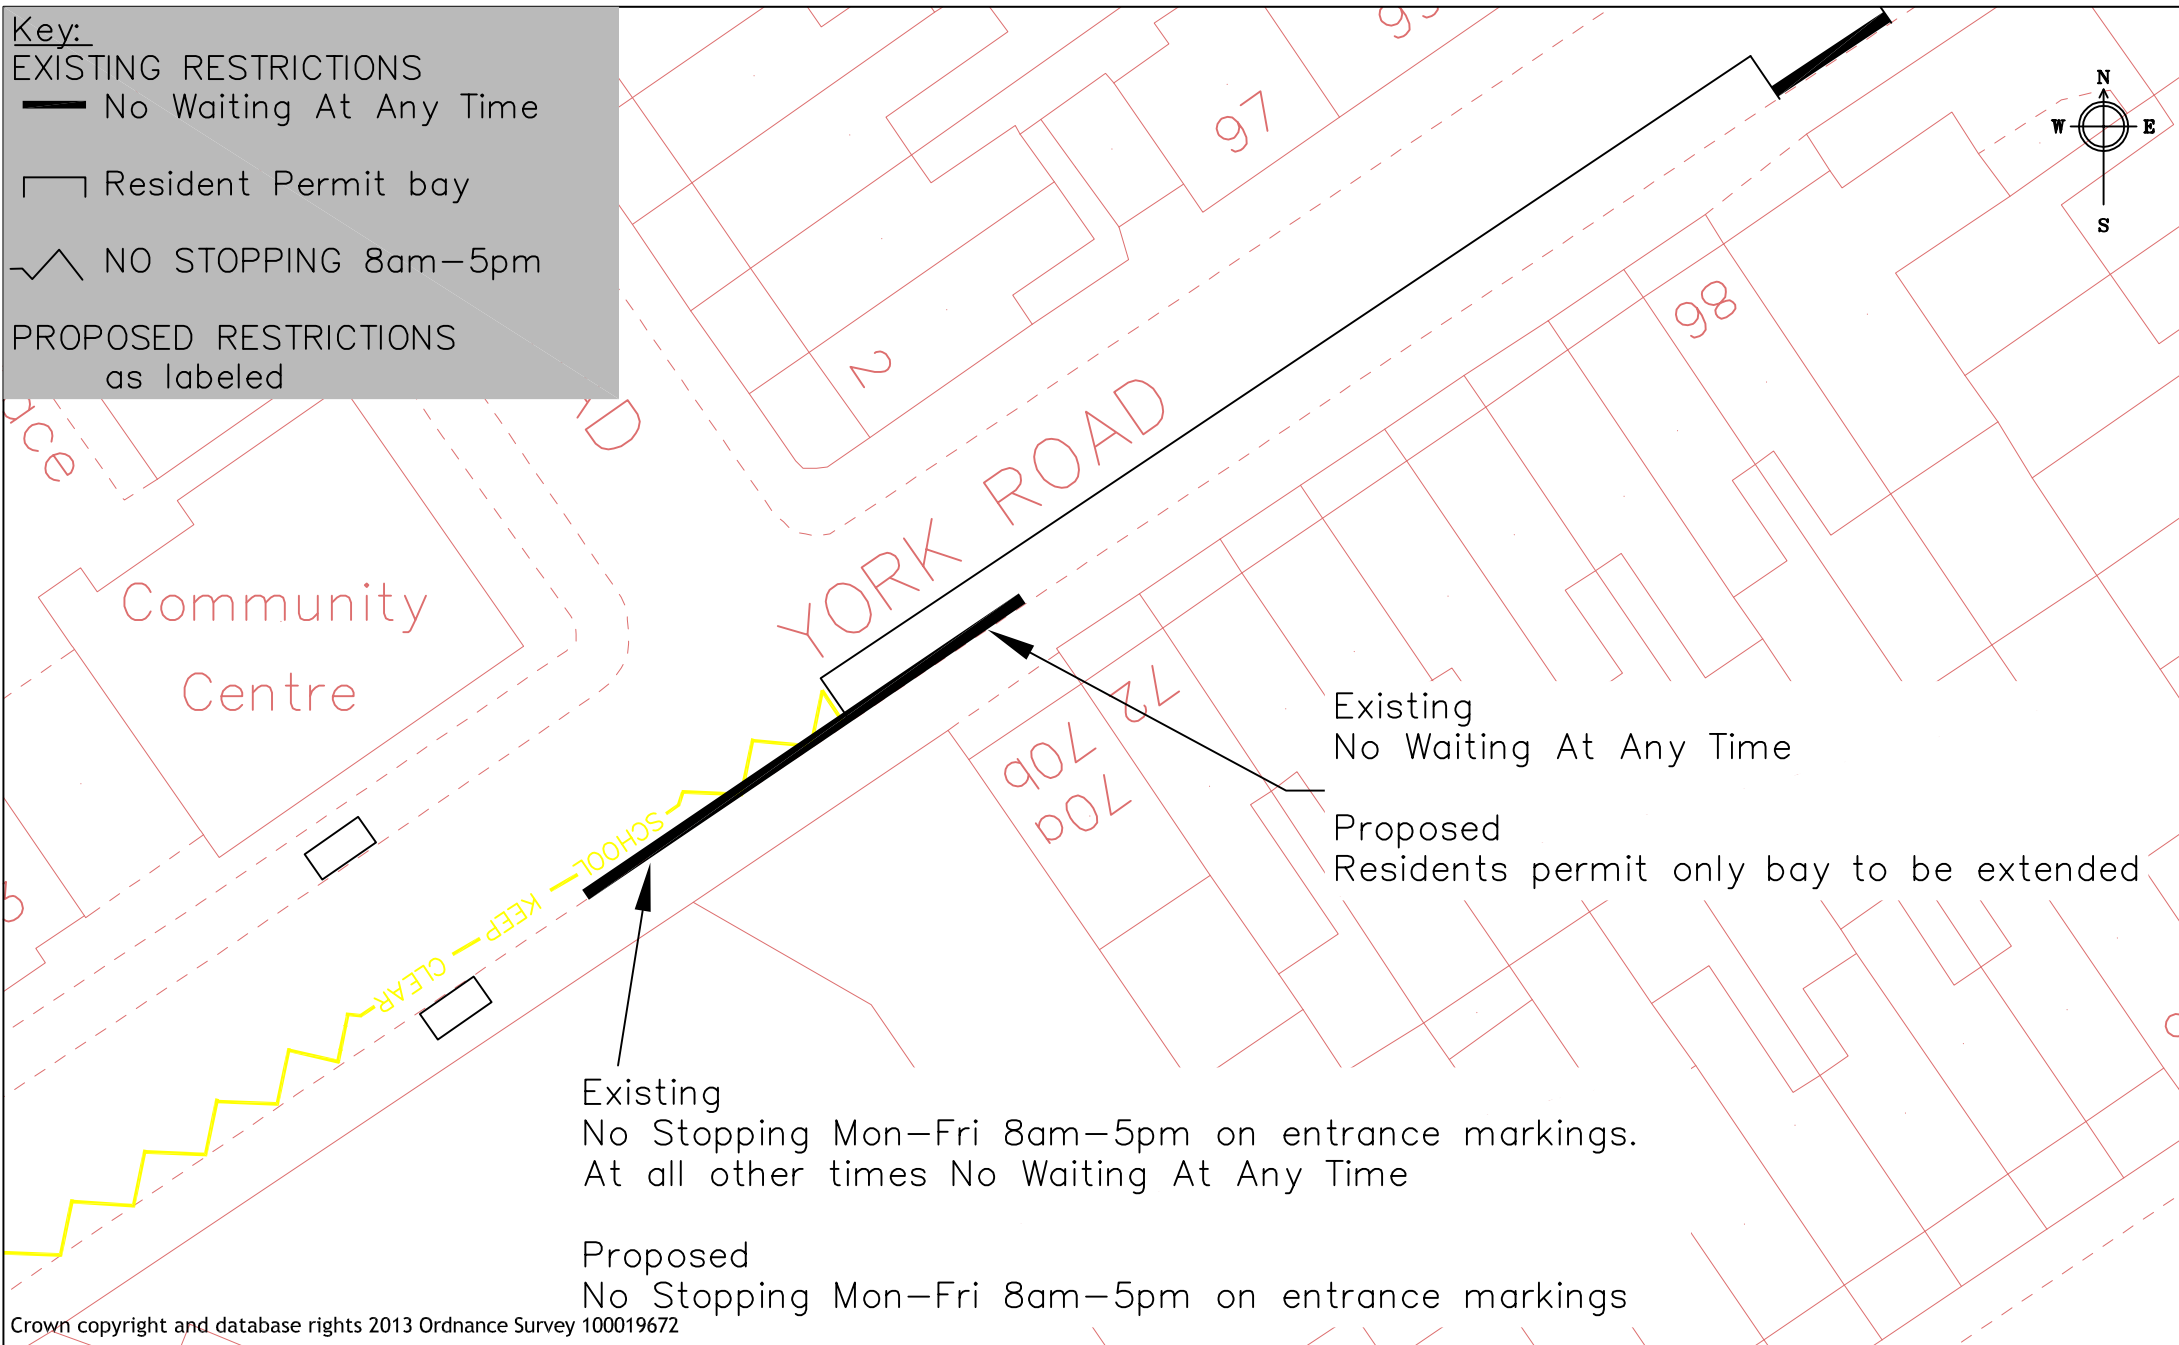 Key:
EXISTING RESTRICTIONS
No Waiting At Any Time
Resident Permit bay
NO STOPPING 8am-5pm
PROPOSED RESTRICTIONS
as labeled
N
W E
S
97
98
2
YORK ROAD
Community
Centre
72
70b
70a
SCHOOL
KEEP
CLEAR
Existing
No Waiting At Any Time
Proposed
Residents permit only bay to be extended
Existing
No Stopping Mon-Fri 8am-5pm on entrance markings.
At all other times No Waiting At Any Time
Proposed
No Stopping Mon-Fri 8am-5pm on entrance markings
Crown copyright and database rights 2013 Ordnance Survey 100019672